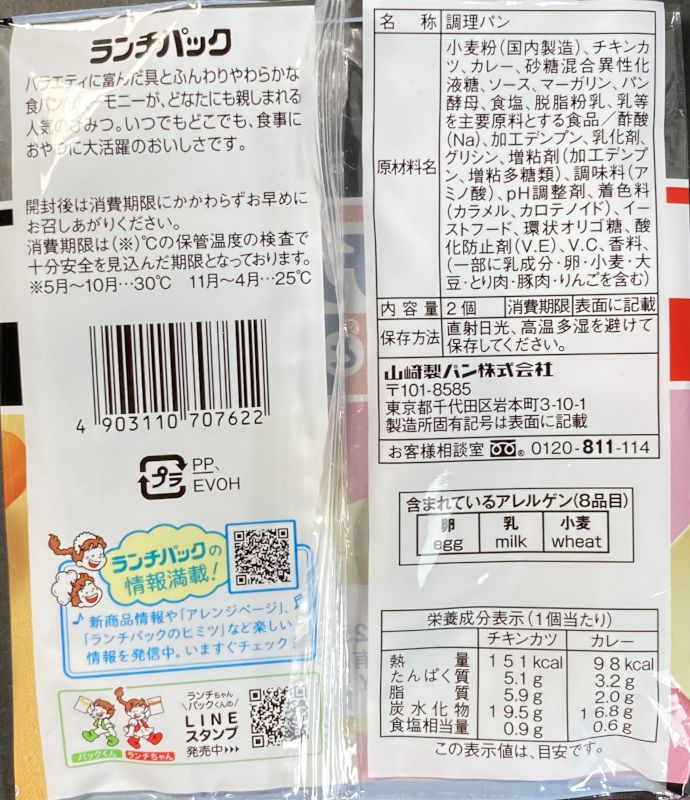 ランチパック
バラエティに富んだ具とふんわりやわらかな
食パンの ーモニーが、どなたにも親しまれる
人気の みつ。いつでもどこでも、食事に
おやつに大活躍のおいしさです。
開封後は消費期限にかかわらずお早めに
お召しあがりください。
消費期限は(※)℃の保管温度の検査で
十分安全を見込んだ期限となっております。
※5月〜10月…30℃ 11月〜4月…25℃
4 903110 707622
プラ
PP、
EVOH
ランチパックの
情報満載!
♪新商品情報や「アレンジページ」、
「ランチパックのヒミツ」など楽しい
情報を発信中。いますぐチェック!
ランチちゃん
\パックくんの/
LINE
スタンプ
発売中▸▸▸
パックくん ランチちゃん
名称 調理パン
原材料名
小麦粉(国内製造)、チキンカ
ツ、カレー、砂糖混合異性化
液糖、ソース、マーガリン、パン
酵母、食塩、脱脂粉乳、乳等
を主要原料とする食品/酢酸
(Na)、加工デンプン、乳化剤、
グリシン、増粘剤(加工デンプ
ン、増粘多糖類)、調味料(ア
ミノ酸)、pH調整剤、着色料
(カラメル、カロテノイド)、イー
ストフード、環状オリゴ糖、酸
化防止剤(V.E)、V.C、香料、
(一部に乳成分・卵・小麦・大
豆・とり肉・豚肉・りんごを含む)
内容量 2個 消費期限 表面に記載
保存方法 直射日光、高温多湿を避けて
保存してください。
山崎製パン株式会社
〒101-8585
東京都千代田区岩本町3-10-1
製造所固有記号は表面に記載
お客様相談室 0120-811-114
含まれているアレルゲン(8品目)
卵 乳 小麦
egg milk wheat
栄養成分表示(1個当たり)
チキンカツ カレー
熱量 151kcal 98kcal
たんぱく質 5.1g 3.2g
脂質 5.9g 2.0g
炭水化物 19.5g 16.8g
食塩相当量 0.9g 0.6g
この表示値は、目安です。